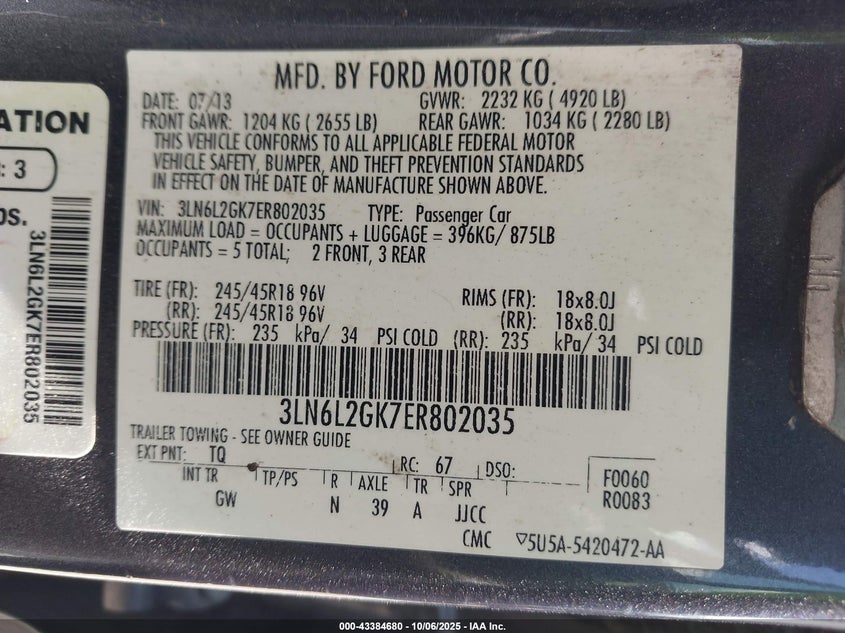 MFD. BY FORD MOTOR CO.
DATE: 07/13 GVWR: 2232 KG ( 4920 LB)
FRONT GAWR: 1204 KG ( 2655 LB) REAR GAWR: 1034 KG ( 2280 LB)
THIS VEHICLE CONFORMS TO ALL APPLICABLE FEDERAL MOTOR
VEHICLE SAFETY, BUMPER, AND THEFT PREVENTION STANDARDS
IN EFFECT ON THE DATE OF MANUFACTURE SHOWN ABOVE.
VIN: 3LN6L2GK7ER802035 TYPE: Passenger Car
MAXIMUM LOAD = OCCUPANTS + LUGGAGE = 396KG/ 875LB
OCCUPANTS = 5 TOTAL; 2 FRONT, 3 REAR
TIRE (FR): 245/45R18 96V RIMS (FR): 18x8.0J
(RR): 245/45R18 96V (RR): 18x8.0J
PRESSURE (FR): 235 kPa/ 34 PSI COLD (RR): 235 kPa/ 34 PSI COLD
3LN6L2GK7ER802035
TRAILER TOWING - SEE OWNER GUIDE
EXT PNT: TQ RC: 67 DSO: F0060
INT TR TP/PS R AXLE TR SPR R0083
GW N 39 A JJCC
CMC ▽5U5A-5420472-AA
ATION
: 3
3LN6L2GK7ER802035
000-43384680 - 10/06/2025 - IAA Inc.